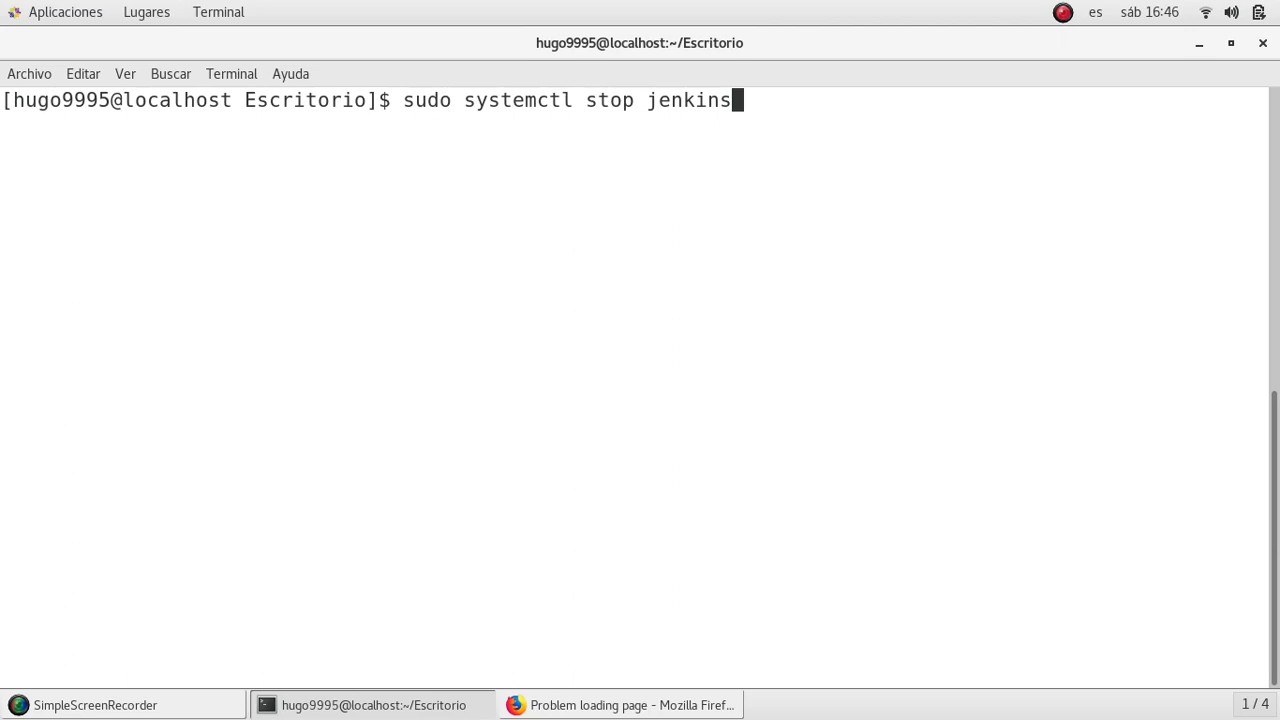 Aplicaciones Lugares Terminal es sáb 16:46
hugo9995@localhost:~/Escritorio
Archivo Editar Ver Buscar Terminal Ayuda
[hugo9995@localhost Escritorio]$ sudo systemctl stop jenkins
SimpleScreenRecorder hugo9995@localhost:~/Escritorio Problem loading page - Mozilla Firef... 1 / 4